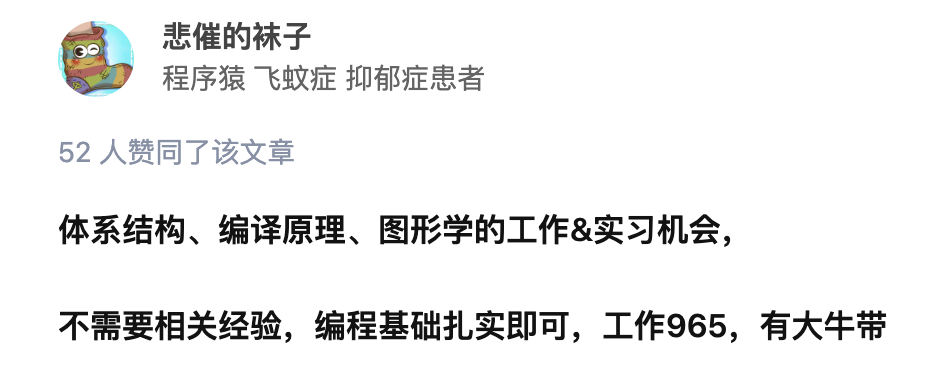 悲催的袜子
程序猿 飞蚊症 抑郁症患者
52 人赞同了该文章
体系结构、编译原理、图形学的工作&实习机会，
不需要相关经验，编程基础扎实即可，工作965，有大牛带